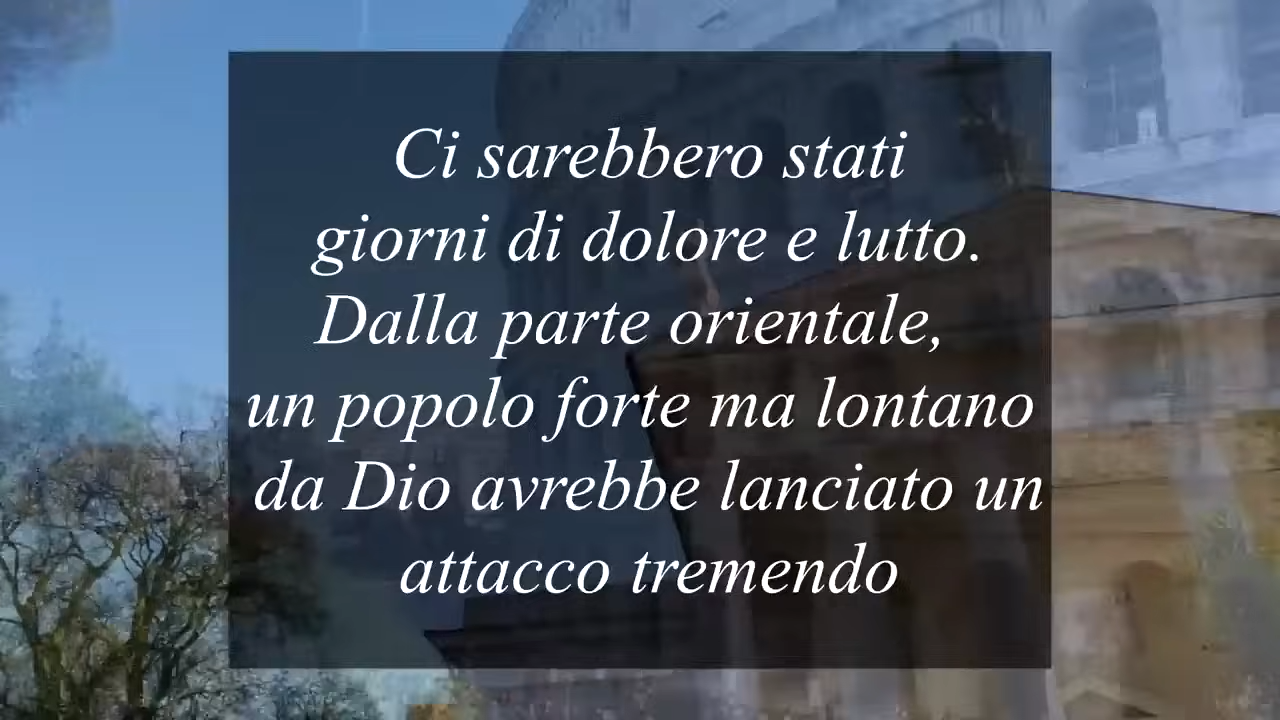 Ci sarebbero stati
giorni di dolore e lutto.
Dalla parte orientale,
un popolo forte ma lontano
da Dio avrebbe lanciato un
attacco tremendo